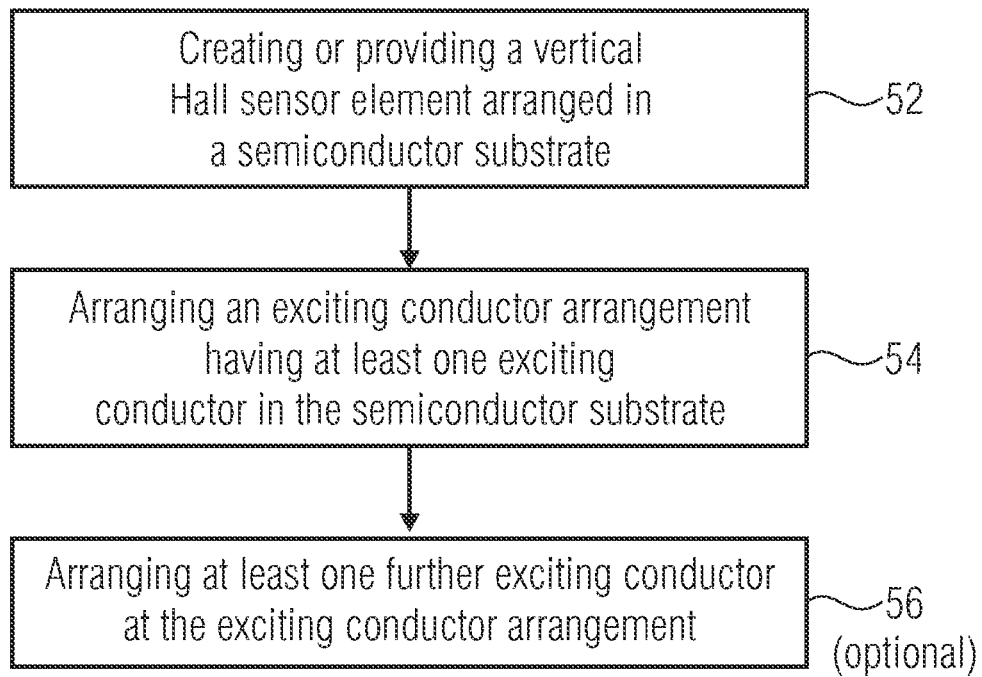 Creating or providing a vertical
Hall sensor element arranged in
a semiconductor substrate
52
Arranging an exciting conductor arrangement
having at least one exciting
conductor in the semiconductor substrate
54
Arranging at least one further exciting conductor
at the exciting conductor arrangement
56
(optional)